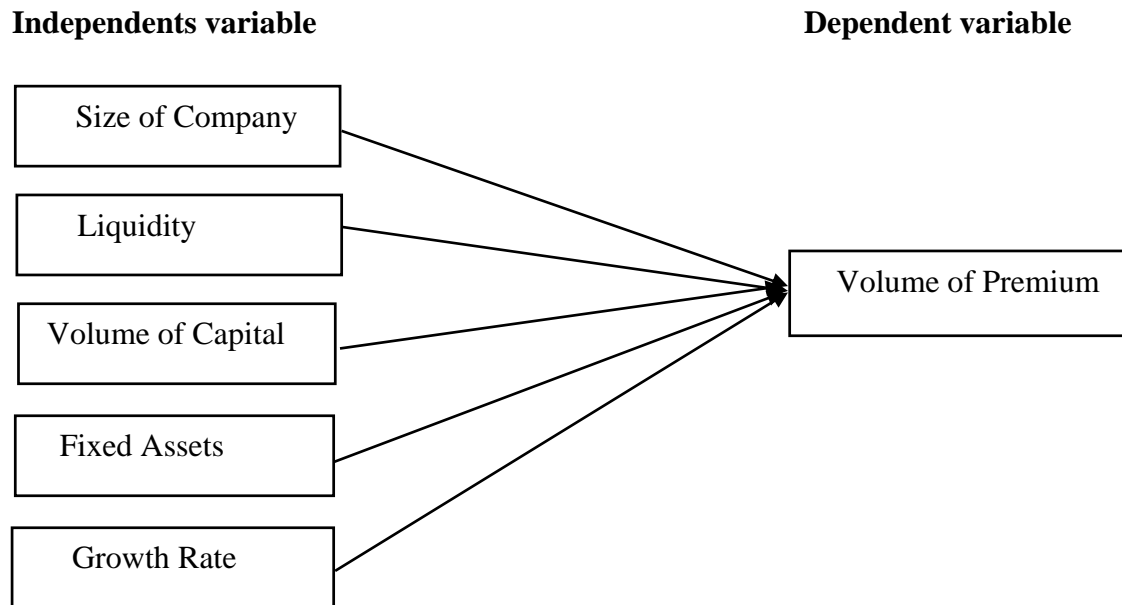 Independents variable
Dependent variable
Size of Company
Liquidity
Volume of Premium
Volume of Capital
Fixed Assets
Growth Rate